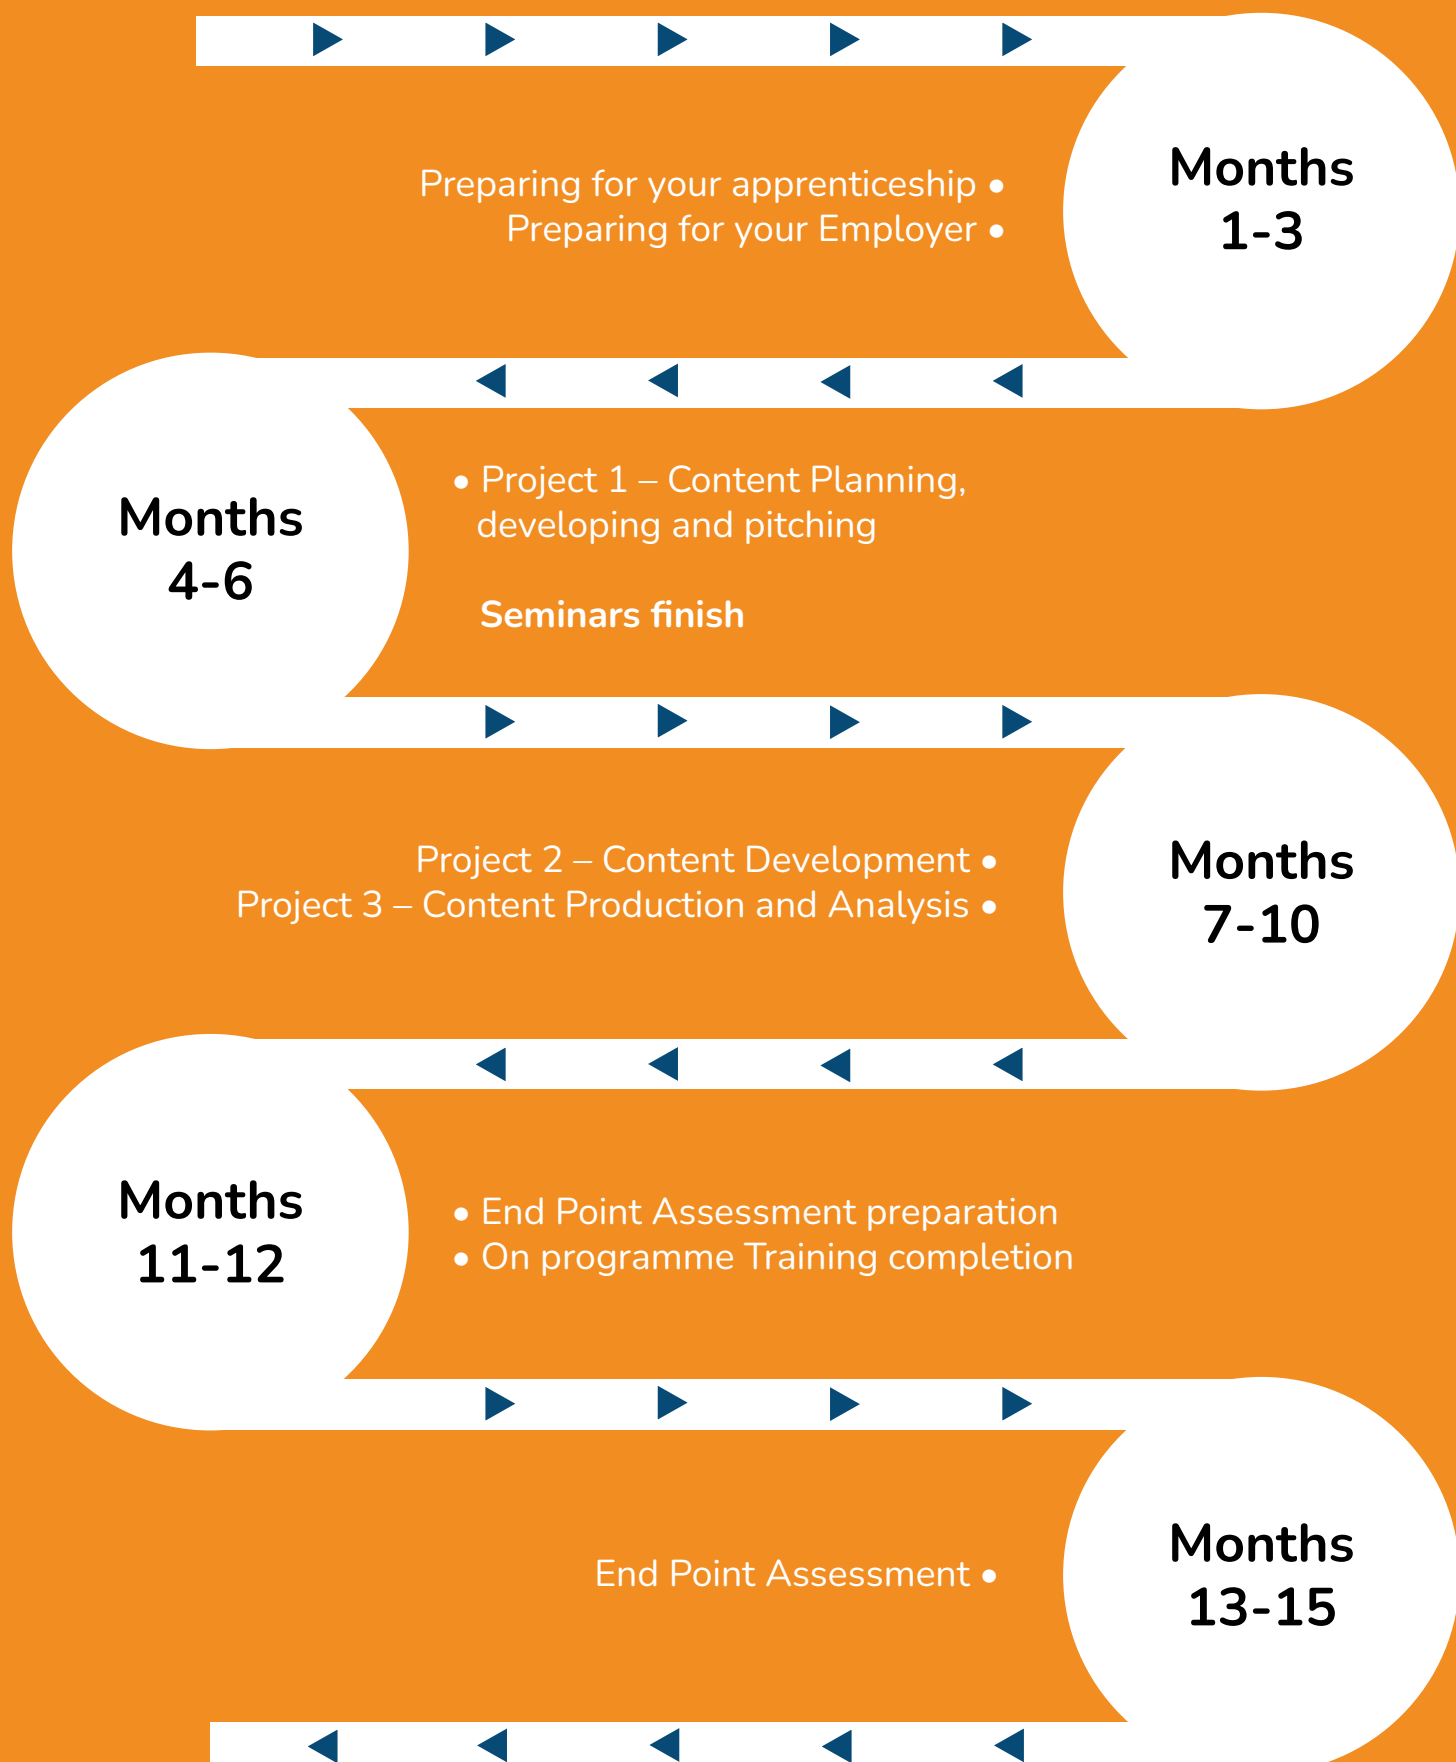 Months
1-3
Preparing for your apprenticeship •
Preparing for your Employer •
Months
4-6
• Project 1 – Content Planning,
developing and pitching
Seminars finish
Months
7-10
Project 2 – Content Development •
Project 3 – Content Production and Analysis •
Months
11-12
• End Point Assessment preparation
• On programme Training completion
Months
13-15
End Point Assessment •